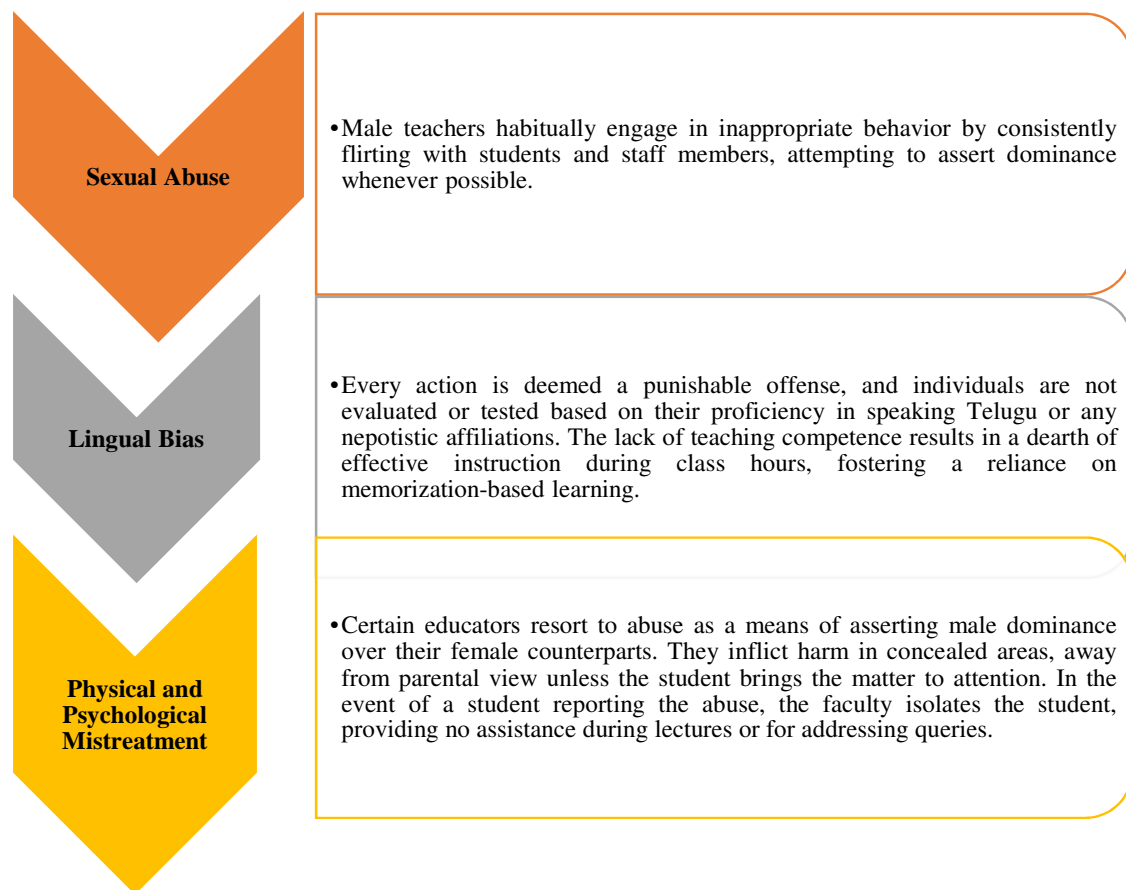 Sexual Abuse
•Male teachers habitually engage in inappropriate behavior by consistently
flirting with students and staff members, attempting to assert dominance
whenever possible.
Lingual Bias
•Every action is deemed a punishable offense, and individuals are not
evaluated or tested based on their proficiency in speaking Telugu or any
nepotistic affiliations. The lack of teaching competence results in a dearth of
effective instruction during class hours, fostering a reliance on
memorization-based learning.
Physical and
Psychological
Mistreatment
•Certain educators resort to abuse as a means of asserting male dominance
over their female counterparts. They inflict harm in concealed areas, away
from parental view unless the student brings the matter to attention. In the
event of a student reporting the abuse, the faculty isolates the student,
providing no assistance during lectures or for addressing queries.